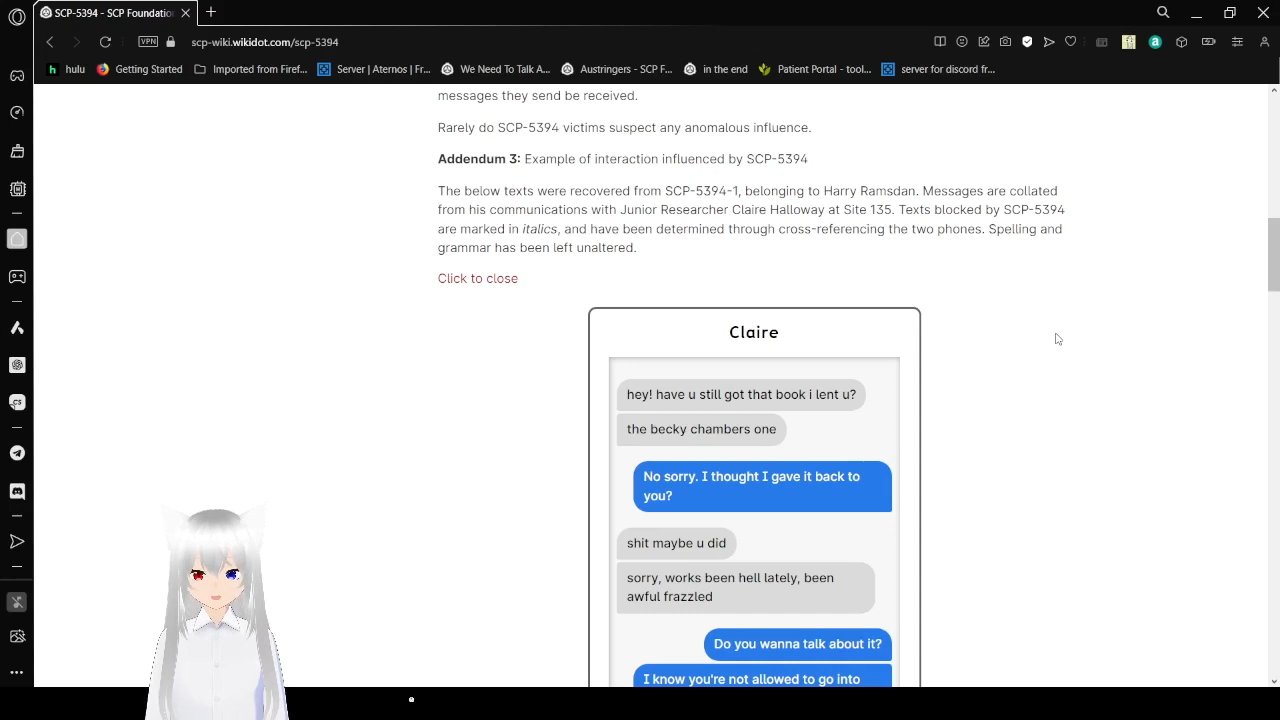 SCP-5394 - SCP Foundatio
VPN
scp-wiki.wikidot.com/scp-5394
hulu
Getting Started
Imported from Firef...
Server | Aternos | Fr...
We Need To Talk A...
Austringers - SCP F...
in the end
Patient Portal - tool...
server for discord fr...
messages they send be received.
Rarely do SCP-5394 victims suspect any anomalous influence.
Addendum 3: Example of interaction influenced by SCP-5394
The below texts were recovered from SCP-5394-1, belonging to Harry Ramsdan. Messages are collated
from his communications with Junior Researcher Claire Halloway at Site 135. Texts blocked by SCP-5394
are marked in italics, and have been determined through cross-referencing the two phones. Spelling and
grammar has been left unaltered.
Click to close
Claire
hey! have u still got that book i lent u?
the becky chambers one
No sorry. I thought I gave it back to
you?
shit maybe u did
sorry, works been hell lately, been
awful frazzled
Do you wanna talk about it?
I know you're not allowed to go into